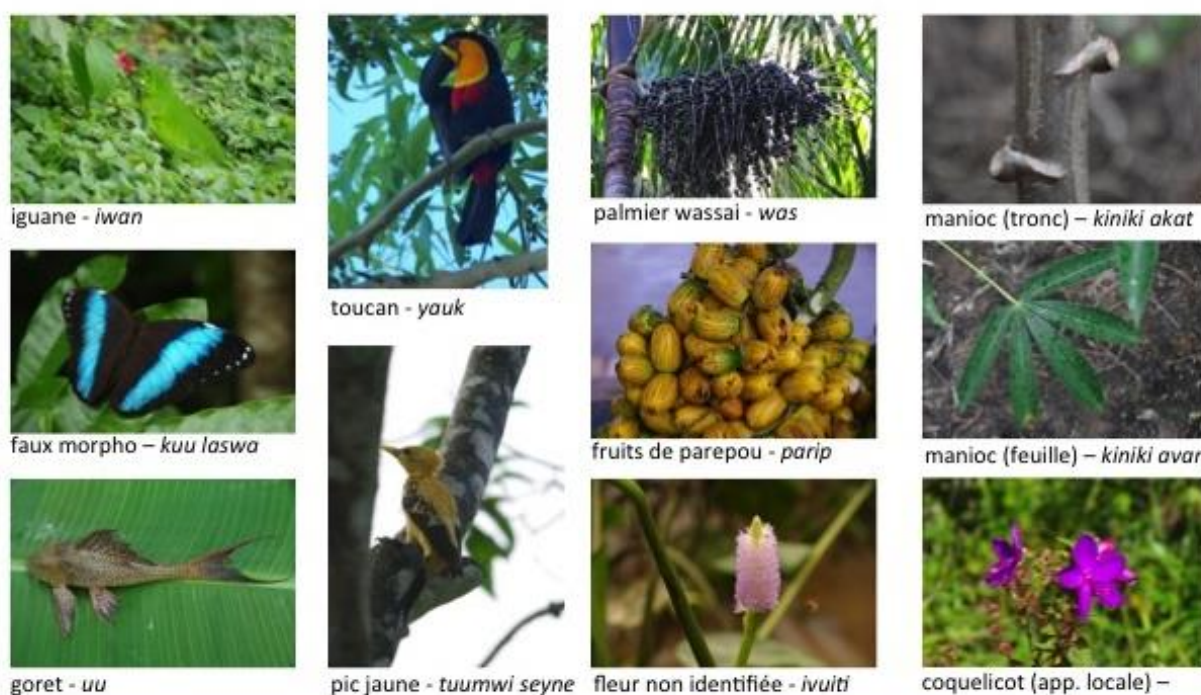 iguane - iwan
faux morpho – kuu laswa
goret - uu
toucan - yauk
pic jaune - tuumwi seyne
palmier wassai - was
fruits de parepou - parip
fleur non identifiée - ivuiti
manioc (tronc) – kiniki akat
manioc (feuille) – kiniki avan
coquelicot (app. locale) –